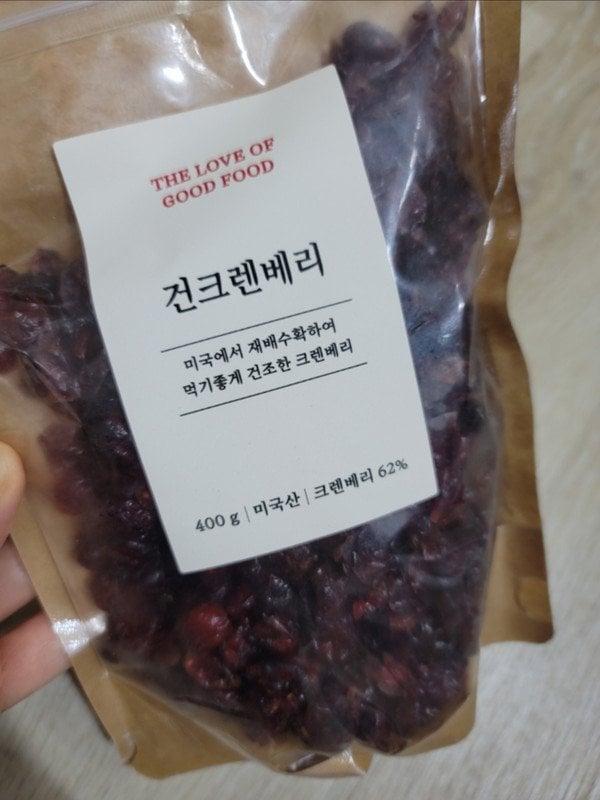 THE LOVE OF
GOOD FOOD
건크렌베리
미국에서 재배수확하여
먹기좋게 건조한 크렌베리
400 g | 미국산 | 크렌베리 62%